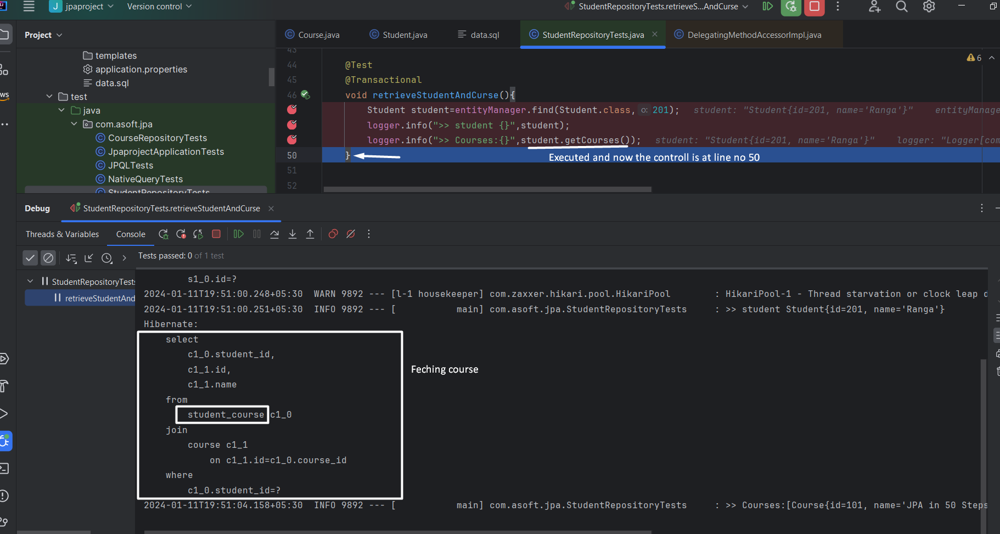 J jpaproject Version control StudentRepositoryTests.retrieveS...AndCurse
Project Course.java Student.java data.sql StudentRepositoryTests.java DelegatingMethodAccessorImpl.java
templates
application.properties
data.sql
test
java
com.asoft.jpa
CourseRepositoryTests
JpaprojectApplicationTests
JPQLTests
NativeQueryTests
StudentRepositoryTests
43
6
44 @Test
45 @Transactional
46 void retrieveStudentAndCurse(){
Student student=entityManager.find(Student.class, o: 201); student: "Student{id=201, name='Ranga'}" entityManage
logger.info(">> student {}",student);
logger.info(">> Courses:{}",student.getCourses()); student: "Student{id=201, name='Ranga'}" logger: "Logger[com
50 } Executed and now the controll is at line no 50
51
52
Debug StudentRepositoryTests.retrieveStudentAndCurse
Threads & Variables Console
Tests passed: 0 of 1 test
StudentRepositoryTests
retrieveStudentAnd
s1_0.id=?
2024-01-11T19:51:00.248+05:30 WARN 9892 --- [l-1 housekeeper] com.zaxxer.hikari.pool.HikariPool : HikariPool-1 - Thread starvation or clock leap d
2024-01-11T19:51:00.251+05:30 INFO 9892 --- [ main] com.asoft.jpa.StudentRepositoryTests : >> student Student{id=201, name='Ranga'}
Hibernate:
select
c1_0.student_id,
c1_1.id,
c1_1.name
from
student_course c1_0
join
course c1_1
on c1_1.id=c1_0.course_id
where
c1_0.student_id=?
Feching course
2024-01-11T19:51:04.158+05:30 INFO 9892 --- [ main] com.asoft.jpa.StudentRepositoryTests : >> Courses:[Course{id=101, name='JPA in 50 Steps